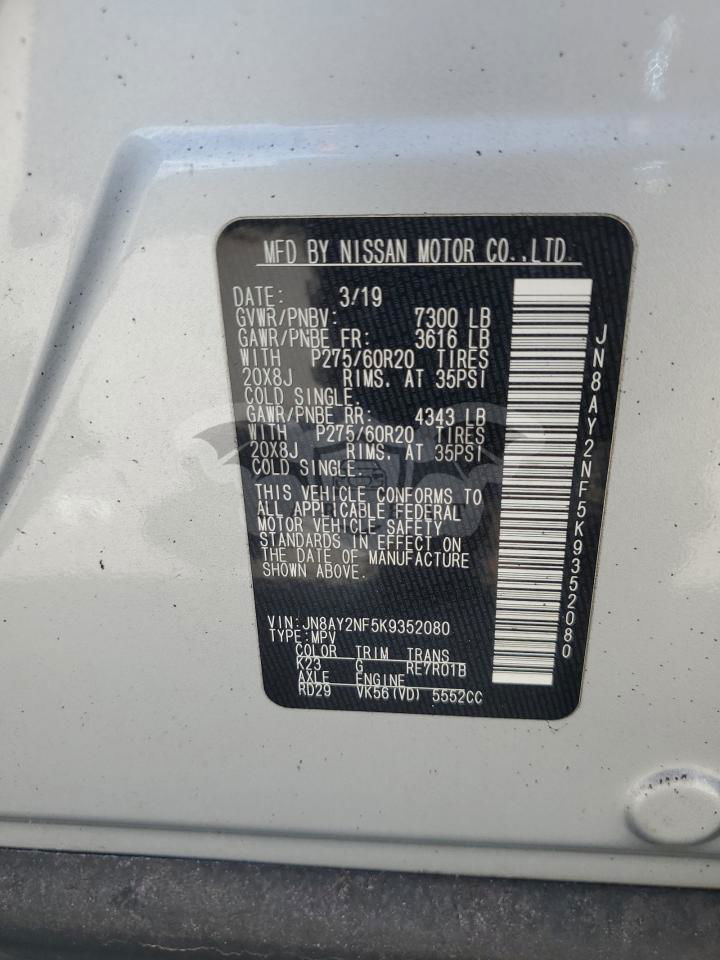 MFD BY NISSAN MOTOR CO.,LTD.
DATE: 3/19
GVWR/PNBV: 7300 LB
GAWR/PNBE FR: 3616 LB
WITH P275/60R20 TIRES
20X8J RIMS. AT 35PSI
COLD SINGLE.
GAWR/PNBE RR: 4343 LB
WITH P275/60R20 TIRES
20X8J RIMS. AT 35PSI
COLD SINGLE.
THIS VEHICLE CONFORMS TO
ALL APPLICABLE FEDERAL
MOTOR VEHICLE SAFETY
STANDARDS IN EFFECT ON
THE DATE OF MANUFACTURE
SHOWN ABOVE.
VIN:JN8AY2NF5K9352080
TYPE:MPV
COLOR TRIM TRANS
K23 G RE7R01B
AXLE ENGINE
RD29 VK56(VD) 5552CC
JN8AY2NF5K9352080